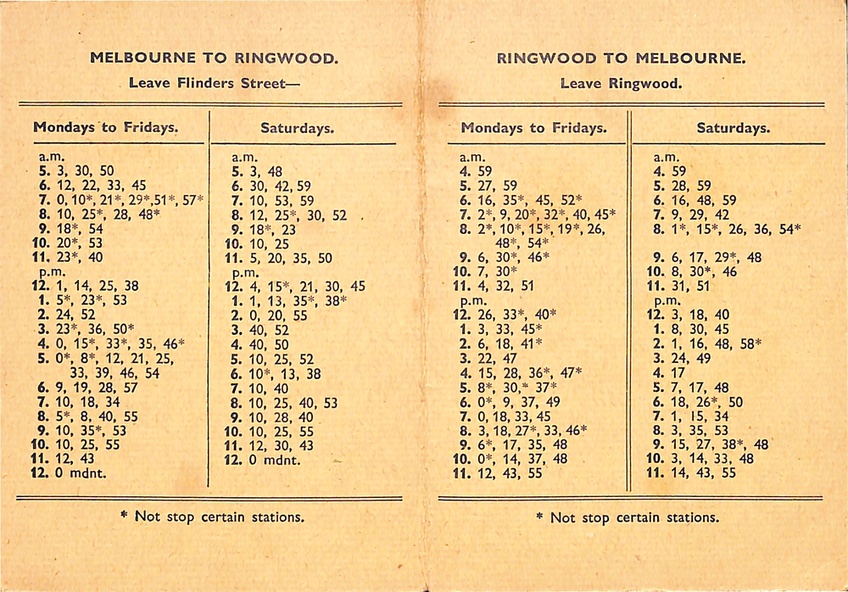 MELBOURNE TO RINGWOOD.
Leave Flinders Street—
Mondays to Fridays.
a.m.
5. 3, 30, 50
6. 12, 22, 33, 45
7. 0, 10*, 21*, 29*, 51*, 57*
8. 10, 25*, 28, 48*
9. 18*, 54
10. 20*, 53
11. 23*, 40
p.m.
12. 1, 14, 25, 38
1. 5*, 23*, 53
2. 24, 52
3. 23*, 36, 50*
4. 0, 15*, 33*, 35, 46*
5. 0*, 8*, 12, 21, 25,
33, 39, 46, 54
6. 9, 19, 28, 57
7. 10, 18, 34
8. 5*, 8, 40, 55
9. 10, 35*, 53
10. 10, 25, 55
11. 12, 43
12. 0 mdnt.
Saturdays.
a.m.
5. 3, 48
6. 30, 42, 59
7. 10, 53, 59
8. 12, 25*, 30, 52
9. 18*, 23
10. 10, 25
11. 5, 20, 35, 50
p.m.
12. 4, 15*, 21, 30, 45
1. 1, 13, 35*, 38*
2. 0, 20, 55
3. 40, 52
4. 40, 50
5. 10, 25, 52
6. 10*, 13, 38
7. 10, 40
8. 10, 25, 40, 53
9. 10, 28, 40
10. 10, 25, 55
11. 12, 30, 43
12. 0 mdnt.
* Not stop certain stations.
RINGWOOD TO MELBOURNE.
Leave Ringwood.
Mondays to Fridays.
a.m.
4. 59
5. 27, 59
6. 16, 35*, 45, 52*
7. 2*, 9, 20*, 32*, 40, 45*
8. 2*, 10*, 15*, 19*, 26,
48*, 54*
9. 6, 30*, 46*
10. 7, 30*
11. 4, 32, 51
p.m.
12. 26, 33*, 40*
1. 3, 33, 45*
2. 6, 18, 41*
3. 22, 47
4. 15, 28, 36*, 47*
5. 8*, 30,* 37*
6. 0*, 9, 37, 49
7. 0, 18, 33, 45
8. 3, 18, 27*, 33, 46*
9. 6*, 17, 35, 48
10. 0*, 14, 37, 48
11. 12, 43, 55
Saturdays.
a.m.
4. 59
5. 28, 59
6. 16, 48, 59
7. 9, 29, 42
8. 1*, 15*, 26, 36, 54*
9. 6, 17, 29*, 48
10. 8, 30*, 46
11. 31, 51
p.m.
12. 3, 18, 40
1. 8, 30, 45
2. 1, 16, 48, 58*
3. 24, 49
4. 17
5. 7, 17, 48
6. 18, 26*, 50
7. 1, 15, 34
8. 3, 35, 53
9. 15, 27, 38*, 48
10. 3, 14, 33, 48
11. 14, 43, 55
* Not stop certain stations.